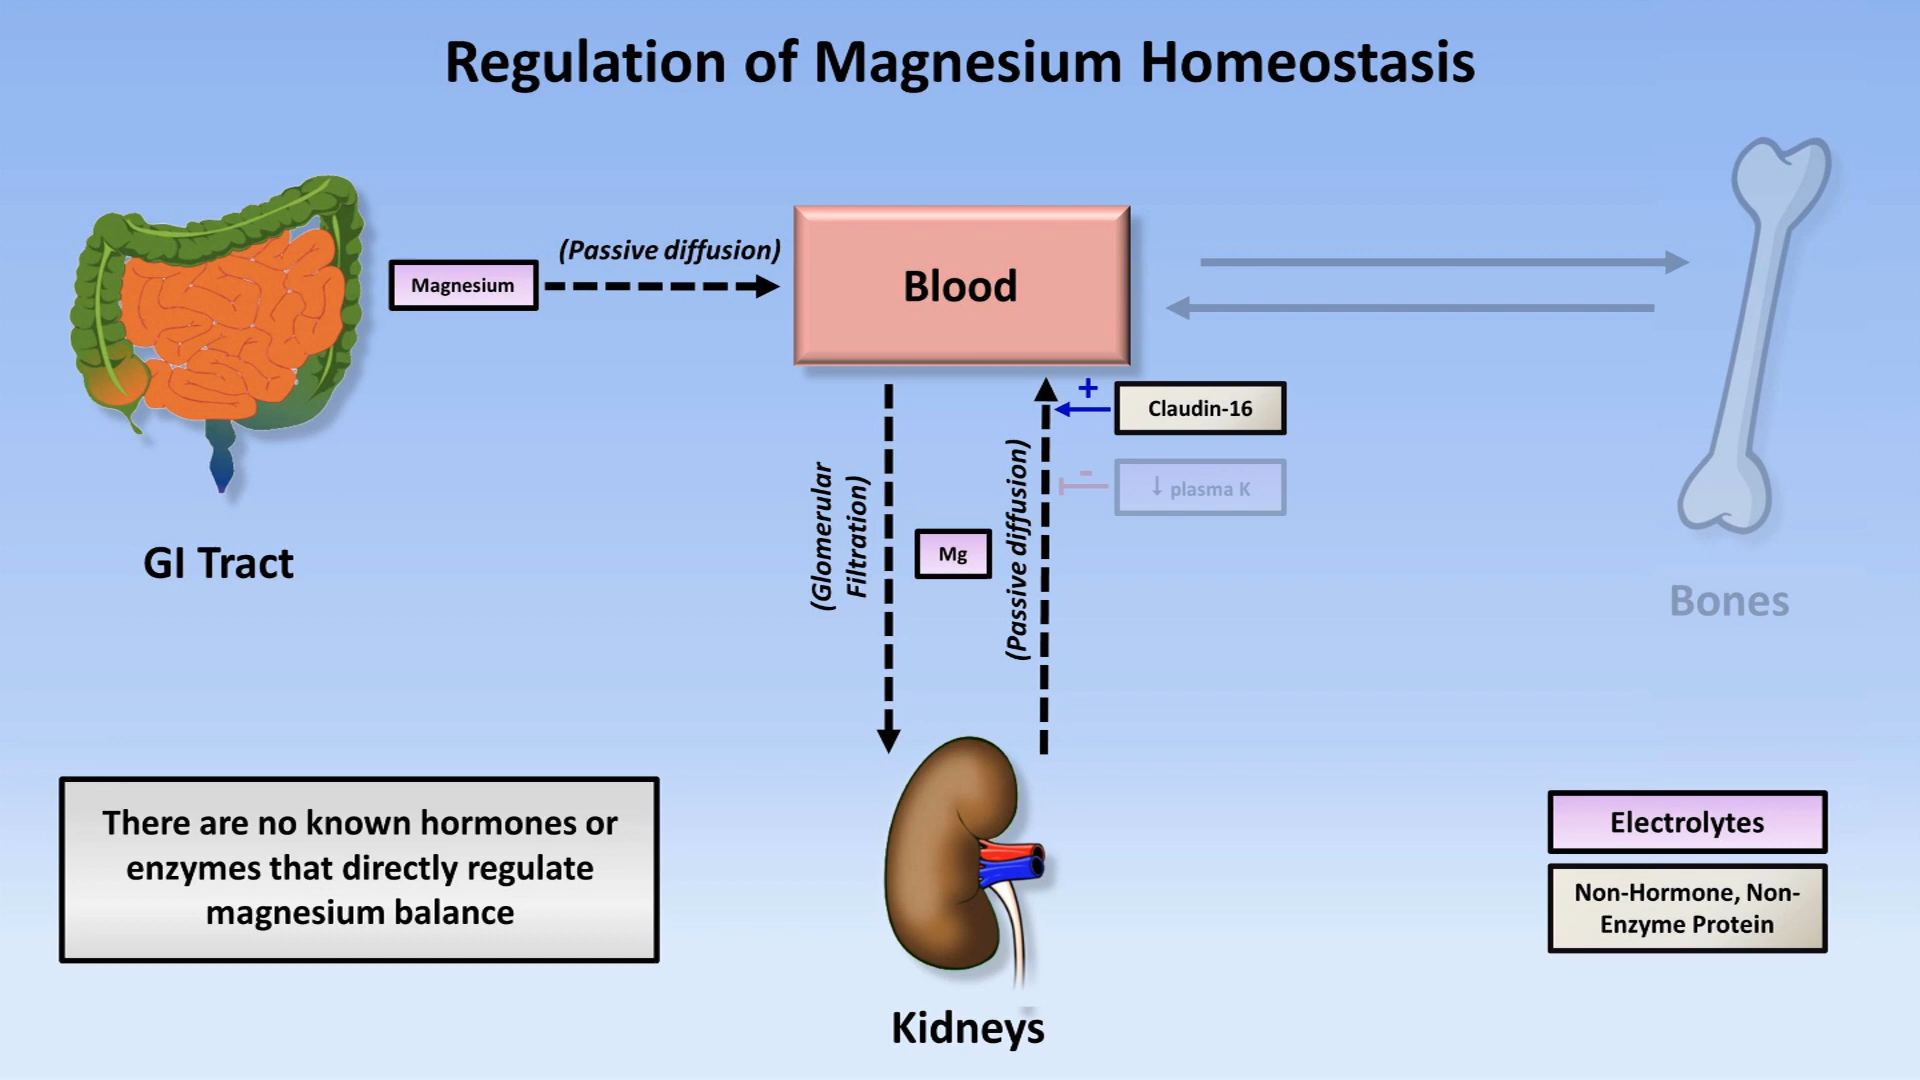 Regulation of Magnesium Homeostasis
(Passive diffusion)
Magnesium
Blood
+
Claudin-16
-
↓ plasma K
(Glomerular
Filtration)
Mg
(Passive diffusion)
GI Tract
Bones
There are no known hormones or
enzymes that directly regulate
magnesium balance
Electrolytes
Non-Hormone, Non-
Enzyme Protein
Kidneys